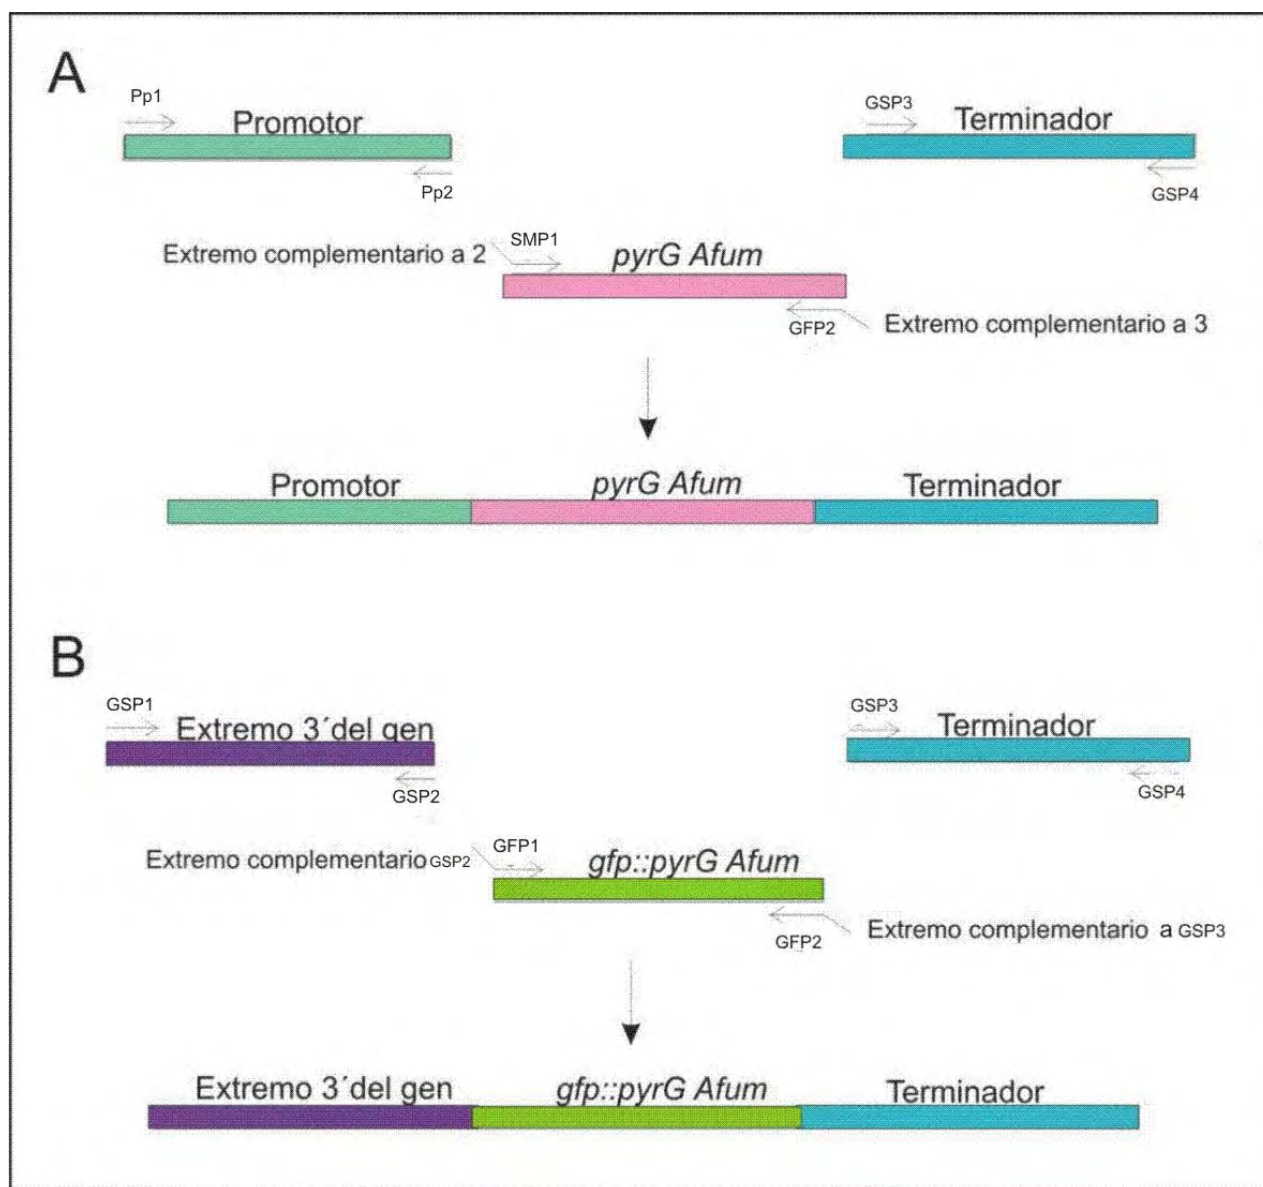 A
Pp1
Promotor
Pp2
GSP3
Terminador
GSP4
Extremo complementario a 2
SMP1
pyrG Afum
GFP2
Extremo complementario a 3
Promotor
pyrG Afum
Terminador
B
GSP1
Extremo 3´del gen
GSP2
GSP3
Terminador
GSP4
Extremo complementario GSP2
GFP1
gfp::pyrG Afum
GFP2
Extremo complementario a GSP3
Extremo 3´del gen
gfp::pyrG Afum
Terminador